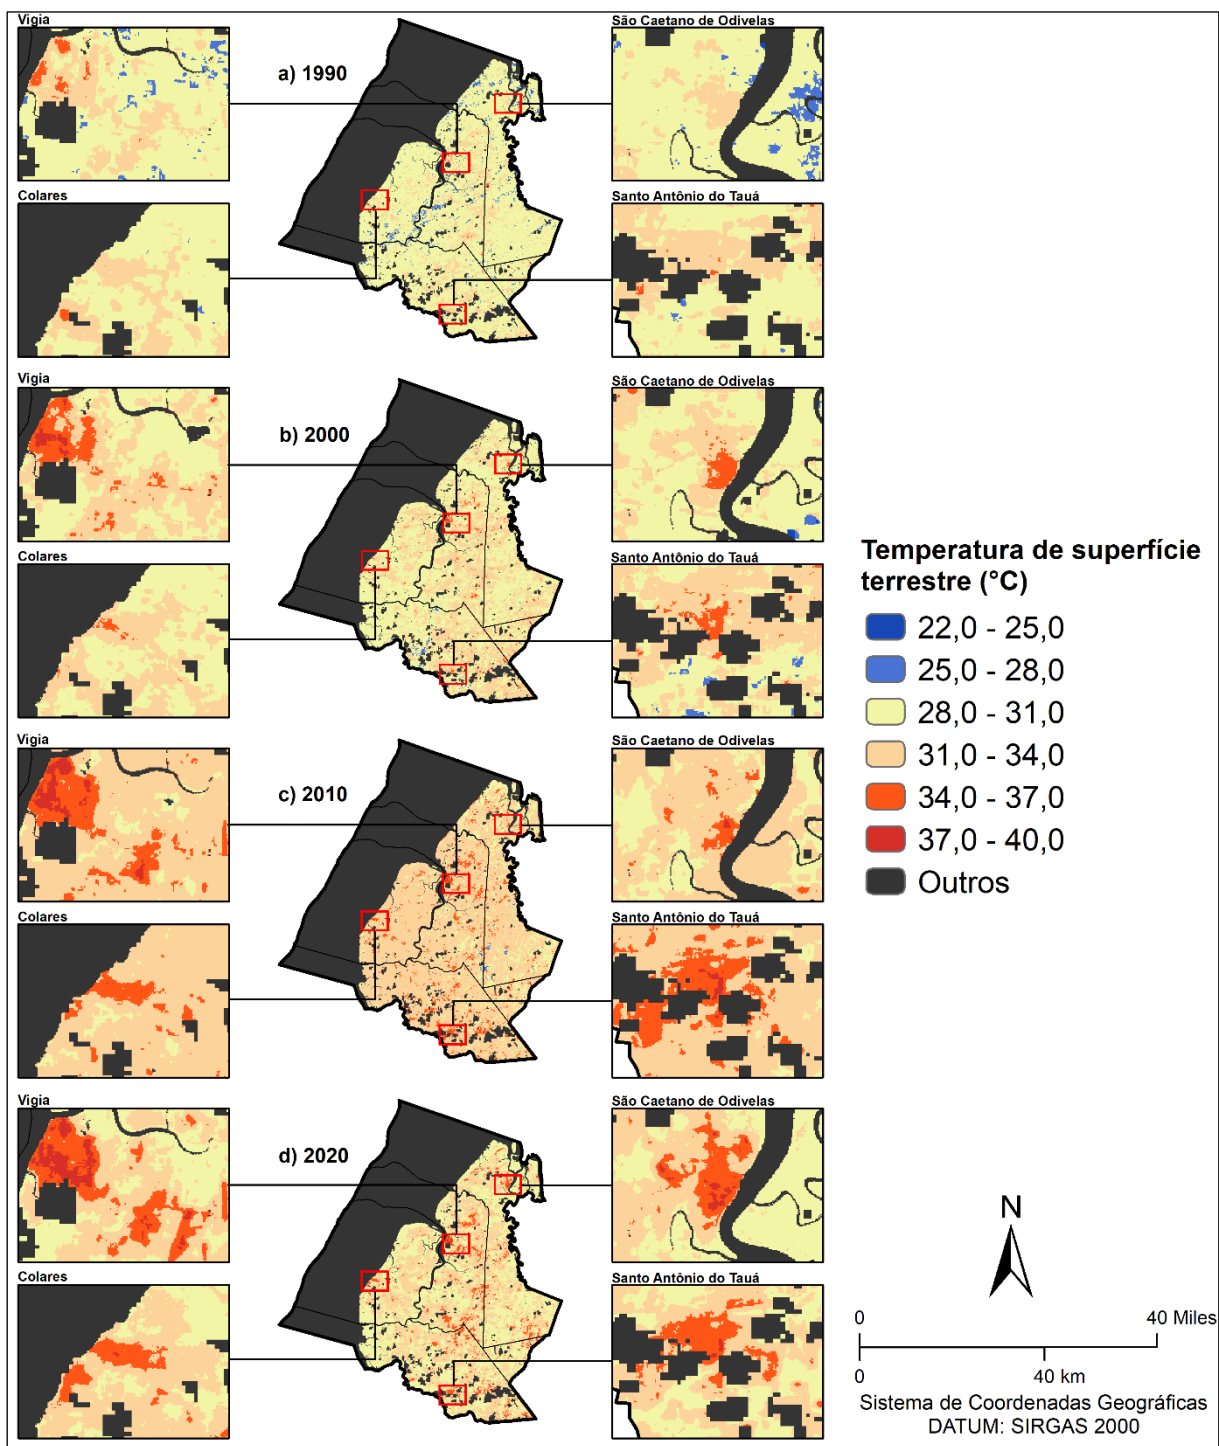 Vigia
São Caetano de Odivelas
a) 1990
Colares
Santo Antônio do Tauá
Vigia
São Caetano de Odivelas
b) 2000
Colares
Santo Antônio do Tauá
Vigia
São Caetano de Odivelas
c) 2010
Colares
Santo Antônio do Tauá
Vigia
São Caetano de Odivelas
d) 2020
Colares
Santo Antônio do Tauá
Temperatura de superfície
terrestre (°C)
22,0 - 25,0
25,0 - 28,0
28,0 - 31,0
31,0 - 34,0
34,0 - 37,0
37,0 - 40,0
Outros
N
0 40 Miles
0 40 km
Sistema de Coordenadas Geográficas
DATUM: SIRGAS 2000